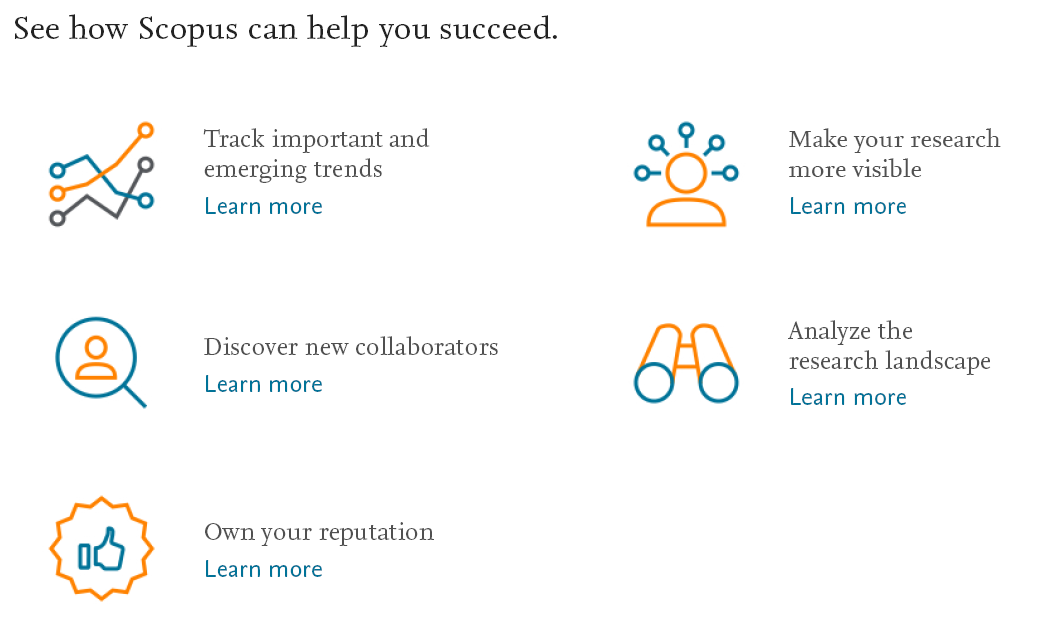 See how Scopus can help you succeed.
Track important and
emerging trends
Learn more
Make your research
more visible
Learn more
Discover new collaborators
Learn more
Analyze the
research landscape
Learn more
Own your reputation
Learn more